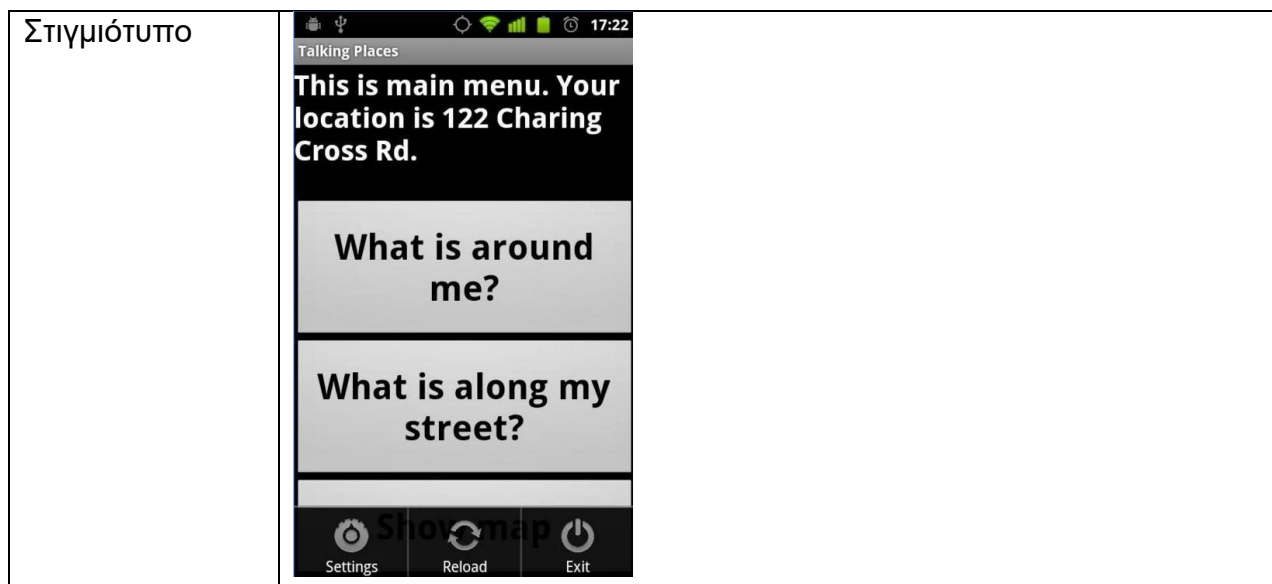 Στιγμιότυπο
17:22
Talking Places
This is main menu. Your
location is 122 Charing
Cross Rd.
What is around
me?
What is along my
street?
Show map
Settings
Reload
Exit